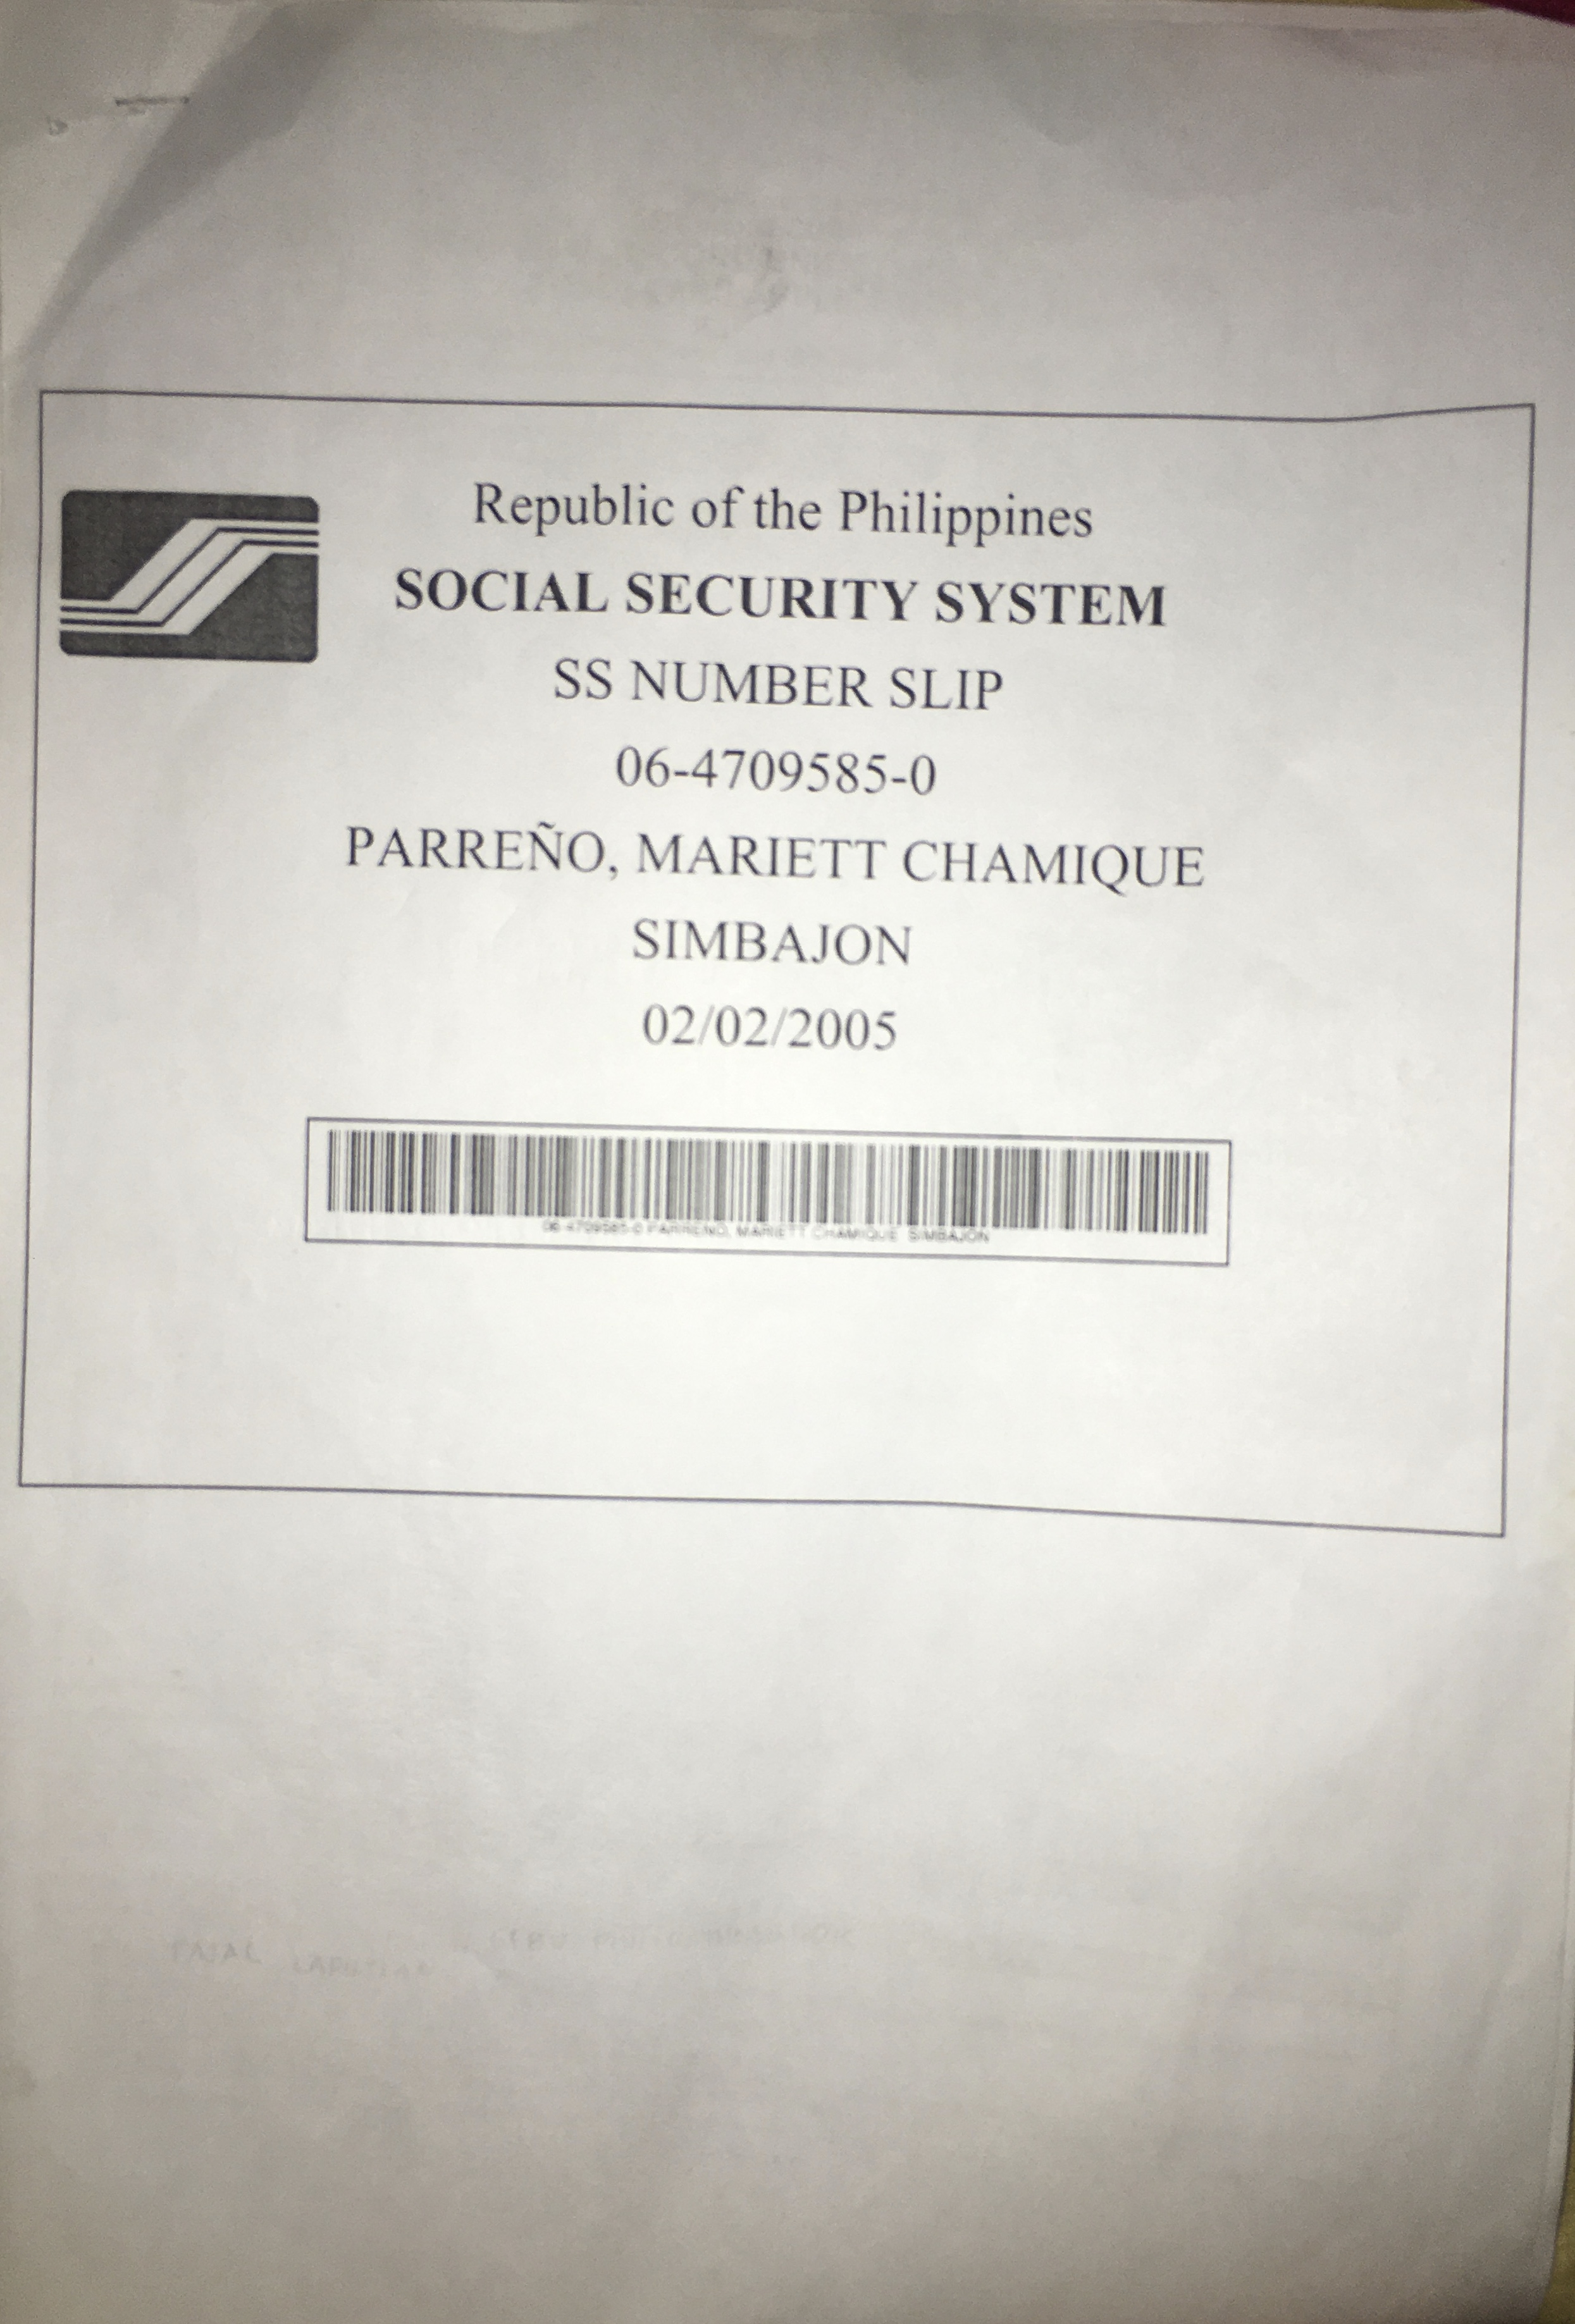 Republic of the Philippines
SOCIAL SECURITY SYSTEM
SS NUMBER SLIP
06-4709585-0
PARREÑO, MARIETT CHAMIQUE
SIMBAJON
02/02/2005
06-4709585-0 PARREÑO, MARIETT CHAMIQUE SIMBAJON